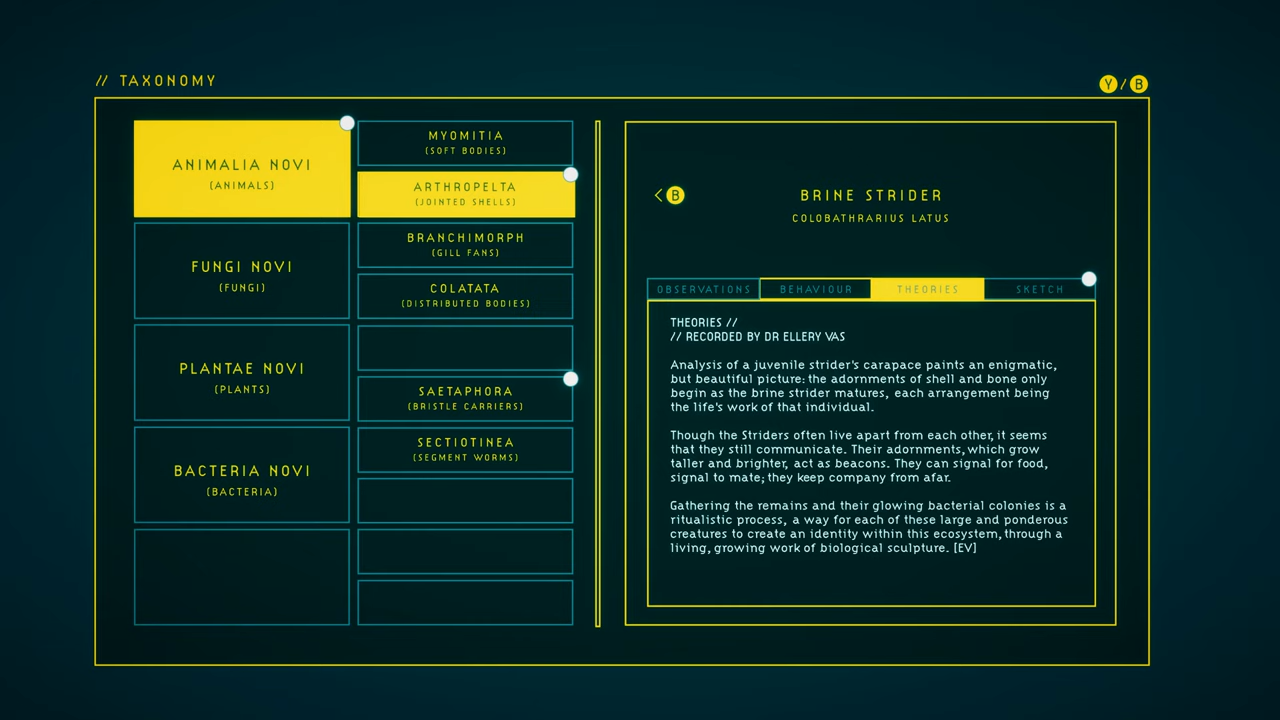 // TAXONOMY
Y / B
ANIMALIA NOVI
(ANIMALS)
FUNGI NOVI
(FUNGI)
PLANTAE NOVI
(PLANTS)
BACTERIA NOVI
(BACTERIA)
MYOMITIA
(SOFT BODIES)
ARTHROPELTA
(JOINTED SHELLS)
BRANCHIMORPH
(GILL FANS)
COLATATA
(DISTRIBUTED BODIES)
SAETAPHORA
(BRISTLE CARRIERS)
SECTIOTINEA
(SEGMENT WORMS)
< B
BRINE STRIDER
COLOBATHRARIUS LATUS
OBSERVATIONS BEHAVIOUR THEORIES SKETCH
THEORIES //
// RECORDED BY DR ELLERY VAS
Analysis of a juvenile strider's carapace paints an enigmatic,
but beautiful picture: the adornments of shell and bone only
begin as the brine strider matures, each arrangement being
the life's work of that individual.
Though the Striders often live apart from each other, it seems
that they still communicate. Their adornments, which grow
taller and brighter, act as beacons. They can signal for food,
signal to mate; they keep company from afar.
Gathering the remains and their glowing bacterial colonies is a
ritualistic process, a way for each of these large and ponderous
creatures to create an identity within this ecosystem, through a
living, growing work of biological sculpture. [EV]